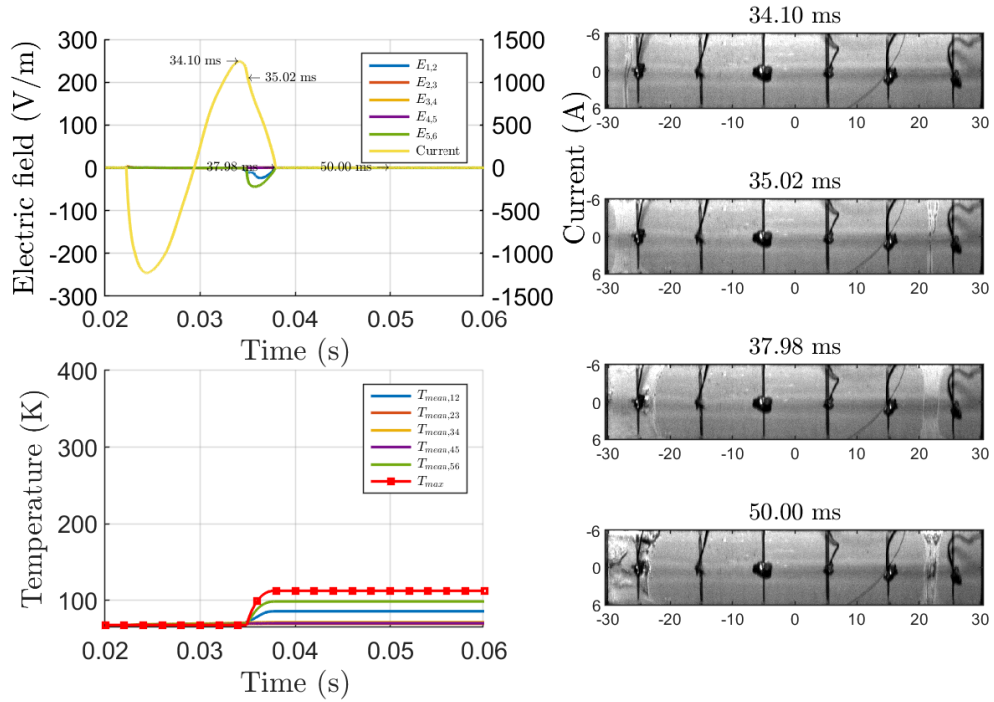 300
200
100
0
-100
-200
-300
Electric field (V/m)
1500
1000
500
0
-500
-1000
-1500
Current (A)
34.10 ms
35.02 ms
37.98 ms
50.00 ms
E1,2
E2,3
E3,4
E4,5
E5,6
Current
0.02 0.03 0.04 0.05 0.06
Time (s)
400
300
200
100
Temperature (K)
Tmean,12
Tmean,23
Tmean,34
Tmean,45
Tmean,56
Tmax
0.02 0.03 0.04 0.05 0.06
Time (s)
34.10 ms
-6
0
6
-30 -20 -10 0 10 20 30
35.02 ms
-6
0
6
-30 -20 -10 0 10 20 30
37.98 ms
-6
0
6
-30 -20 -10 0 10 20 30
50.00 ms
-6
0
6
-30 -20 -10 0 10 20 30